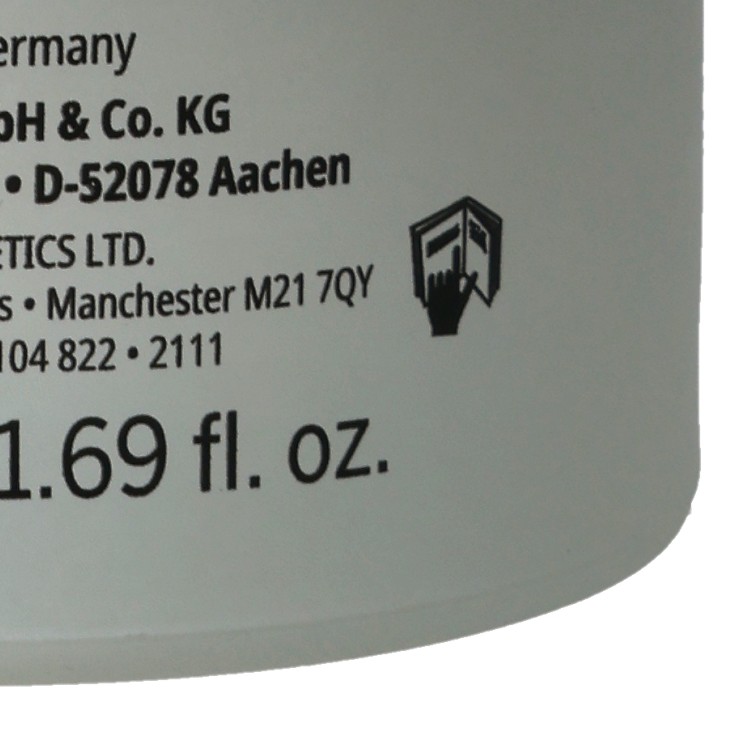 ermany
bH & Co. KG
• D-52078 Aachen
ETICS LTD.
s • Manchester M21 7QY
104 822 • 2111
1.69 fl. oz.